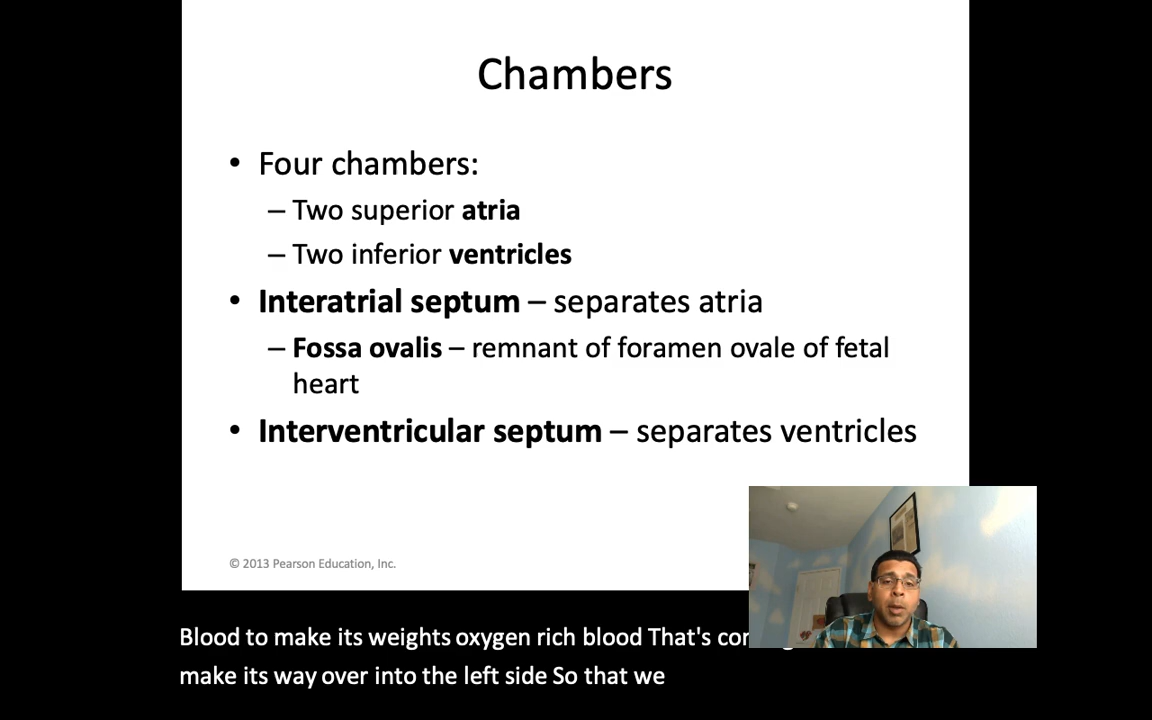 Chambers
• Four chambers:
– Two superior atria
– Two inferior ventricles
• Interatrial septum – separates atria
– Fossa ovalis – remnant of foramen ovale of fetal
heart
• Interventricular septum – separates ventricles
© 2013 Pearson Education, Inc.
Blood to make its weights oxygen rich blood That's
make its way over into the left side So that we